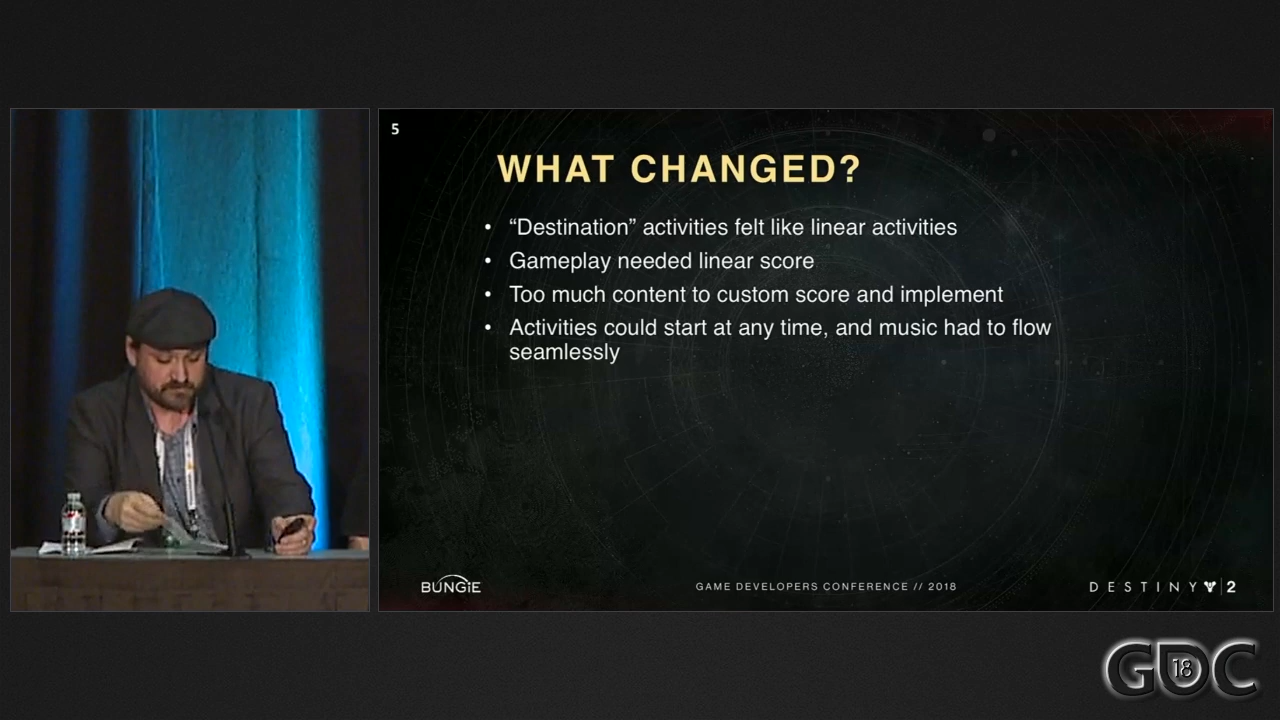 5
WHAT CHANGED?
• “Destination” activities felt like linear activities
• Gameplay needed linear score
• Too much content to custom score and implement
• Activities could start at any time, and music had to flow
seamlessly
BUNGiE
GAME DEVELOPERS CONFERENCE // 2018
DESTINY 2
GDC
18